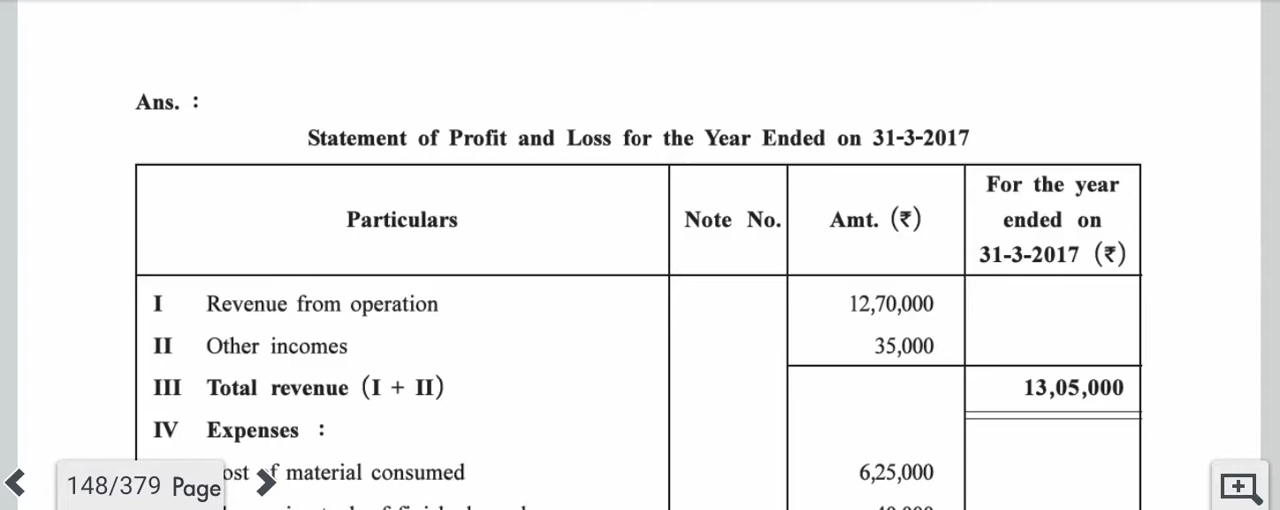 Ans. :
Statement of Profit and Loss for the Year Ended on 31-3-2017
Particulars Note No. Amt. (₹) For the year ended on 31-3-2017 (₹)
I Revenue from operation 12,70,000
II Other incomes 35,000
III Total revenue (I + II) 13,05,000
IV Expenses :
ost of material consumed 6,25,000
148/379 Page